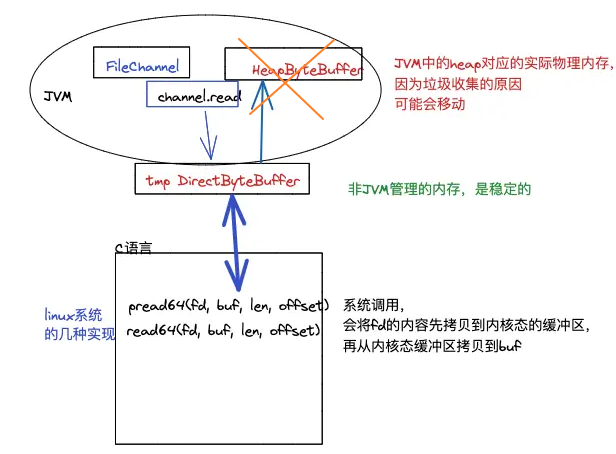 FileChannel
HeapByteBuffer
JVM
channel.read
JVM中的heap对应的实际物理内存，
因为垃圾收集的原因
可能会移动
tmp DirectByteBuffer
非JVM管理的内存，是稳定的
C语言
linux系统
的几种实现
pread64(fd, buf, len, offset)
read64(fd, buf, len, offset)
系统调用，
会将fd的内容先拷贝到内核态的缓冲区，
再从内核态缓冲区拷贝到buf